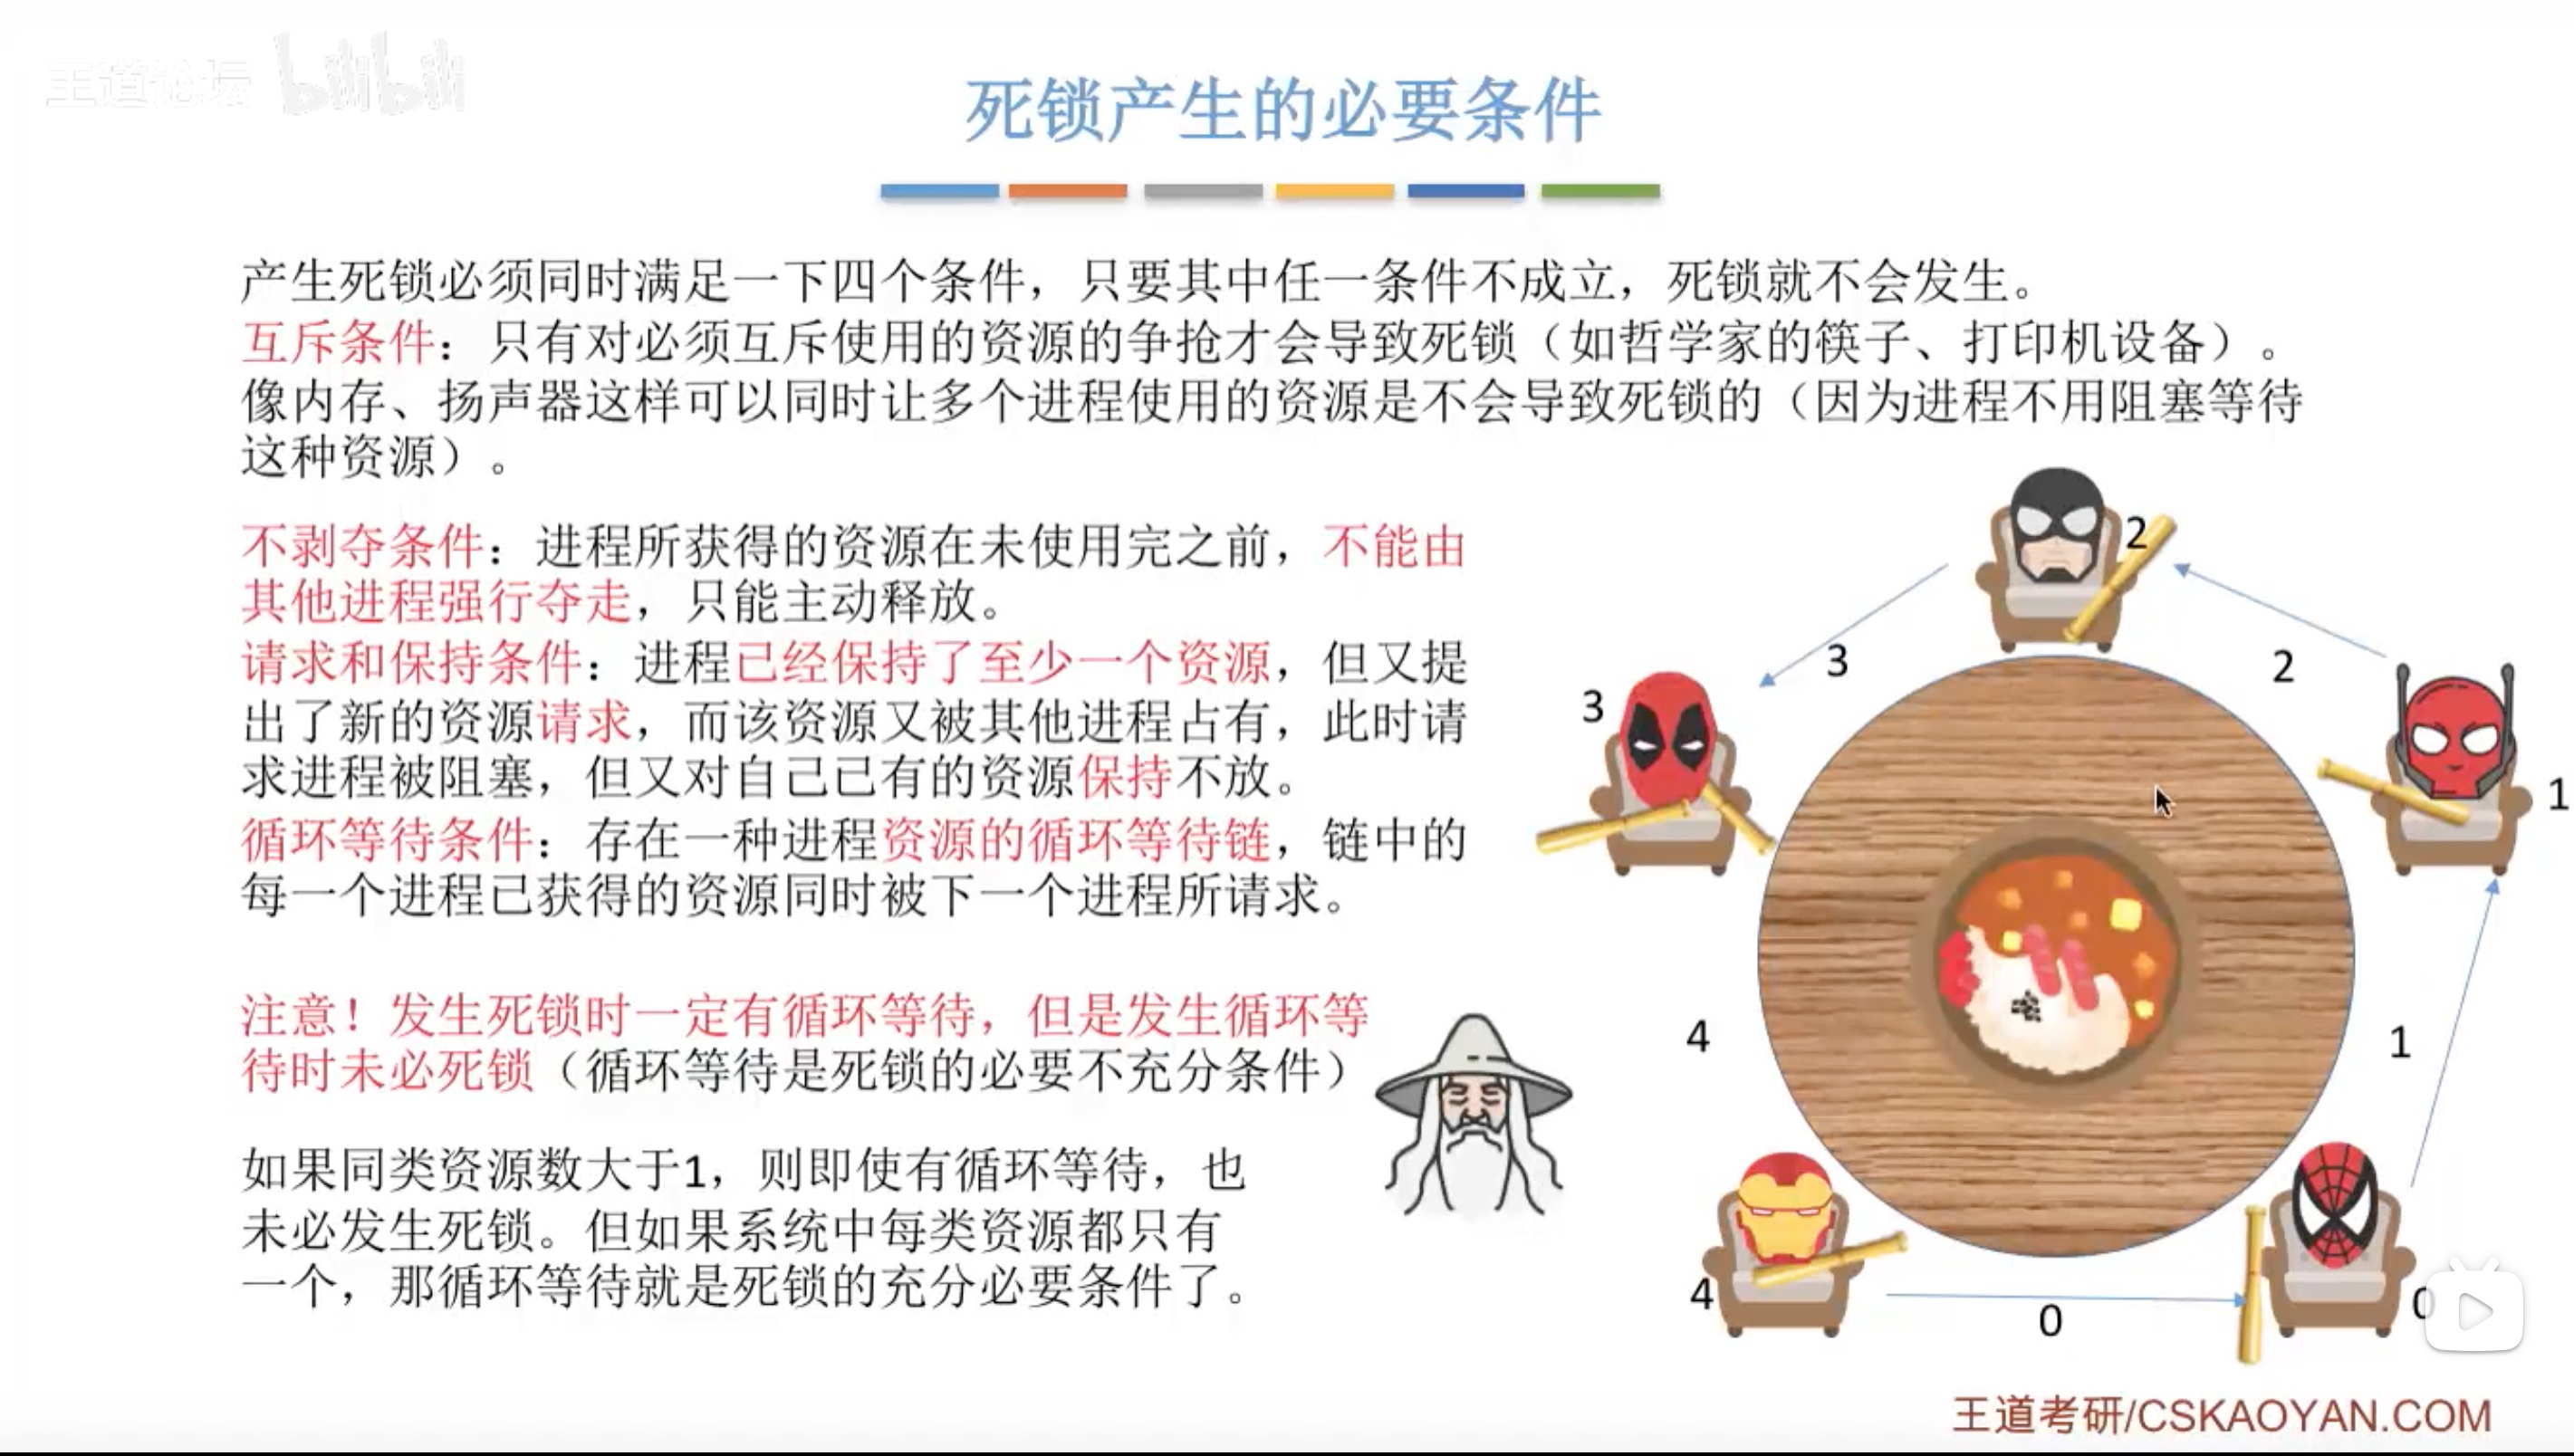 王道论坛 bilibili
死锁产生的必要条件
产生死锁必须同时满足一下四个条件，只要其中任一条件不成立，死锁就不会发生。
互斥条件：只有对必须互斥使用的资源的争抢才会导致死锁（如哲学家的筷子、打印机设备）。
像内存、扬声器这样可以同时让多个进程使用的资源是不会导致死锁的（因为进程不用阻塞等待
这种资源）。
不剥夺条件：进程所获得的资源在未使用完之前，不能由
其他进程强行夺走，只能主动释放。
请求和保持条件：进程已经保持了至少一个资源，但又提
出了新的资源请求，而该资源又被其他进程占有，此时请
求进程被阻塞，但又对自己已有的资源保持不放。
循环等待条件：存在一种进程资源的循环等待链，链中的
每一个进程已获得的资源同时被下一个进程所请求。
注意！发生死锁时一定有循环等待，但是发生循环等
待时未必死锁（循环等待是死锁的必要不充分条件）
如果同类资源数大于1，则即使有循环等待，也
未必发生死锁。但如果系统中每类资源都只有
一个，那循环等待就是死锁的充分必要条件了。
2
3
2
3
1
4
1
4
0
0
王道考研/CSKAOYAN.COM